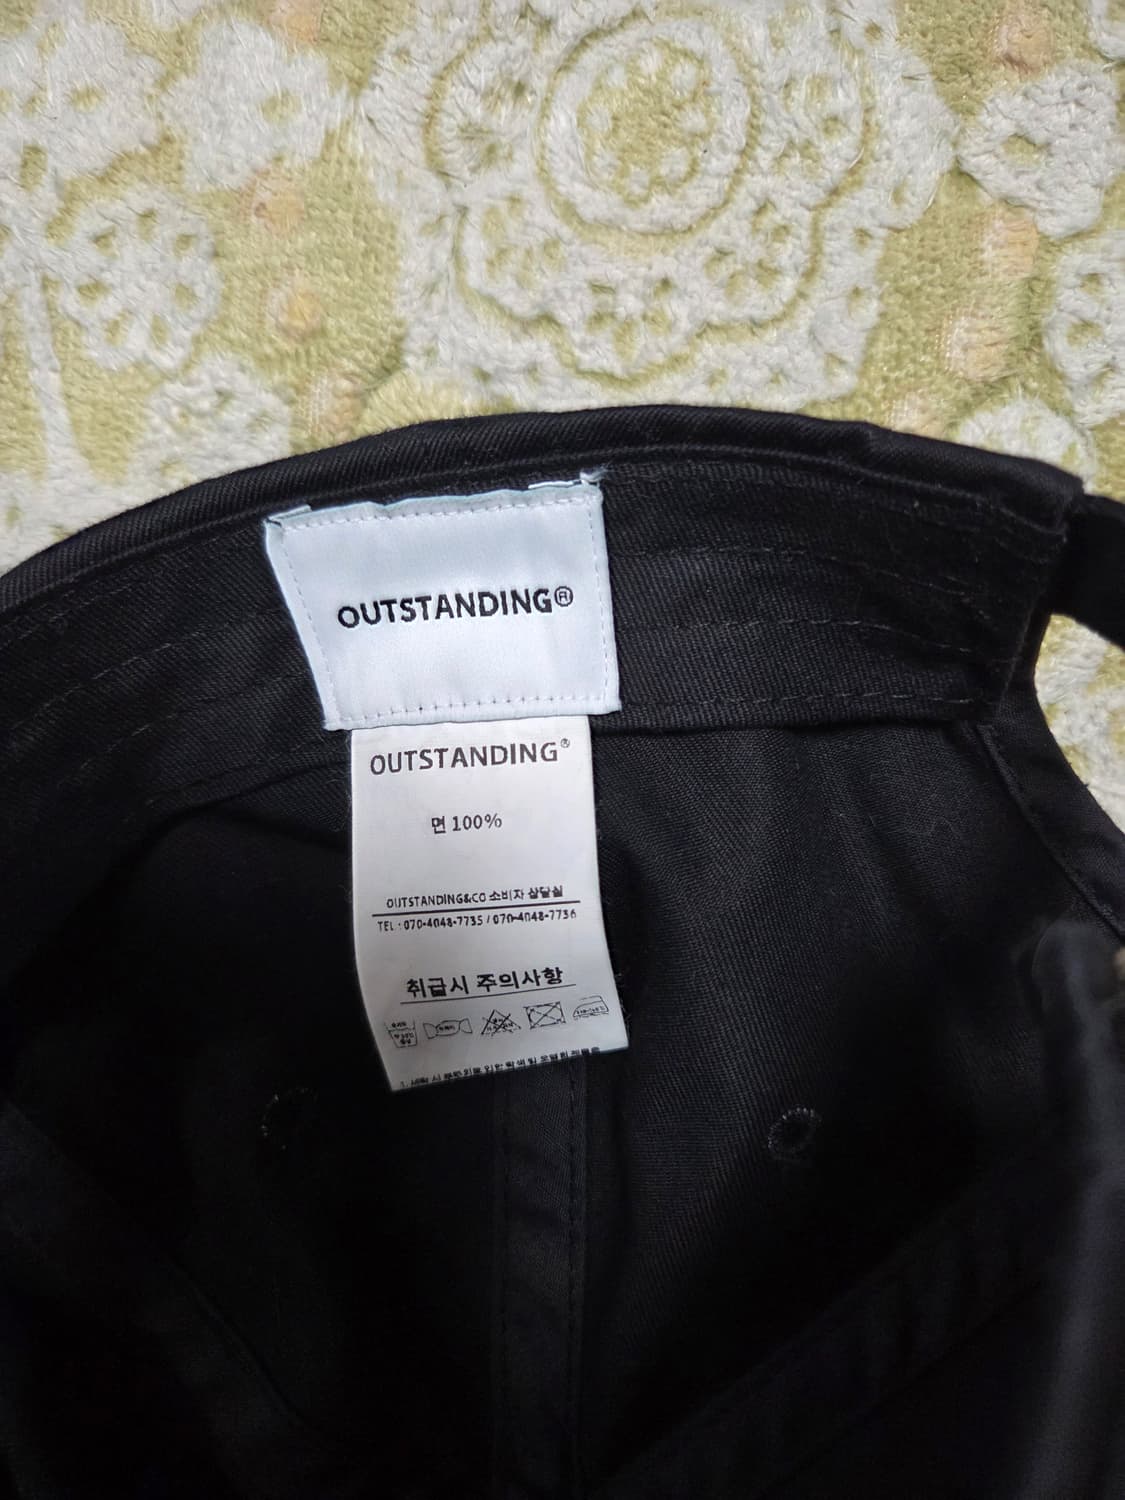 OUTSTANDING®
OUTSTANDING®
면 100%
OUTSTANDING&CO 소비자 상담실
TEL : 070-4048-7735 / 070-4048-7736
취급시 주의사항